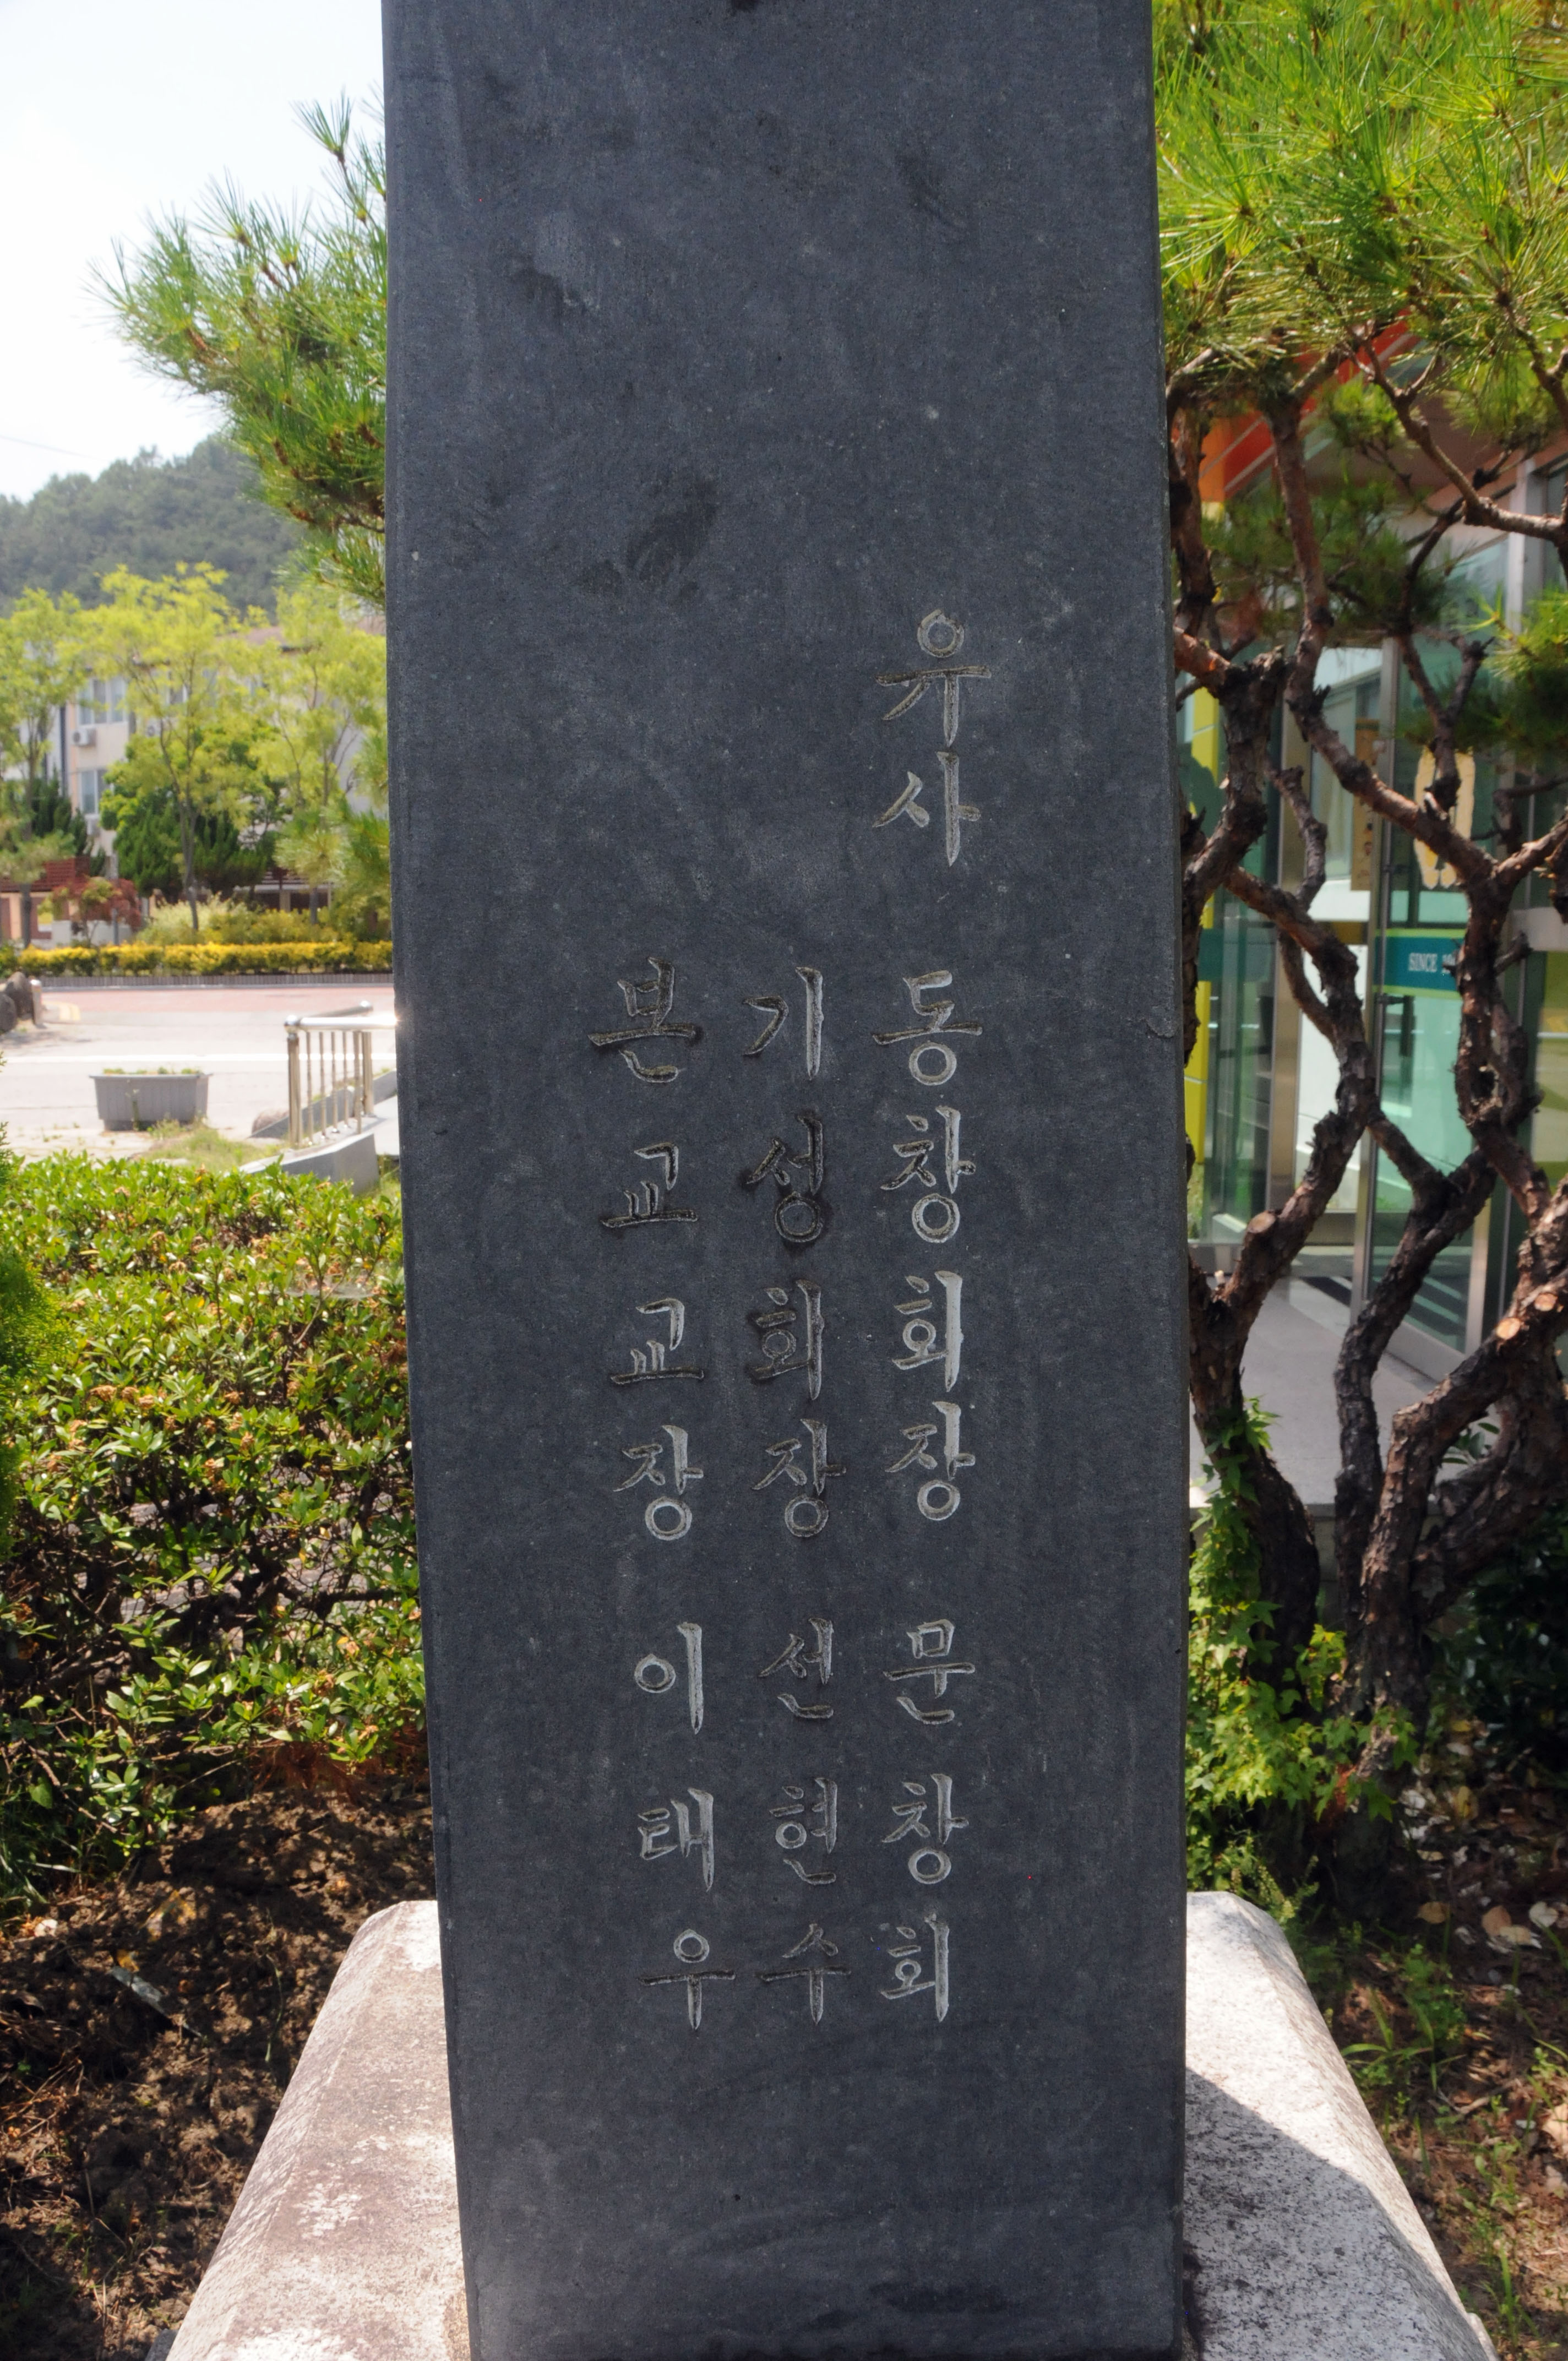 유사 동창회장 문창회
기성회장 선현수
본교교장 이태우
SINCE